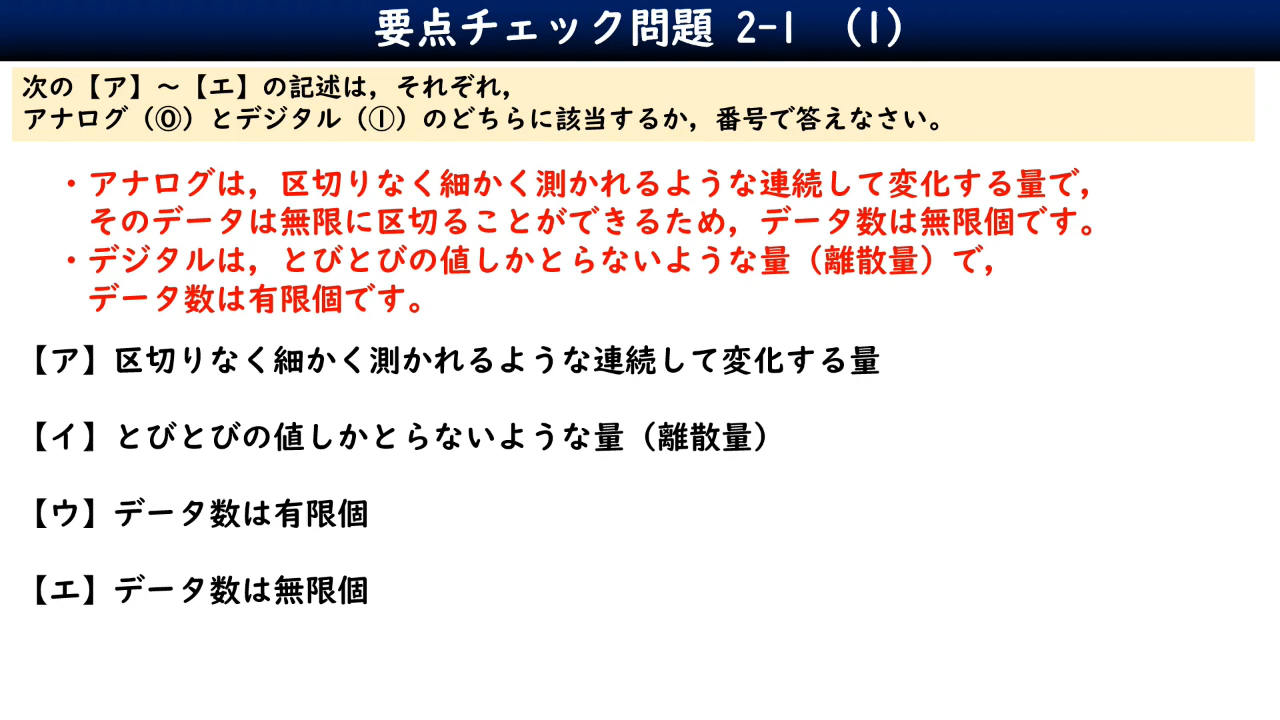 要点チェック問題 2-1 （1）
次の【ア】～【エ】の記述は，それぞれ，
アナログ（⓪）とデジタル（①）のどちらに該当するか，番号で答えなさい。
・アナログは，区切りなく細かく測かれるような連続して変化する量で，
そのデータは無限に区切ることができるため，データ数は無限個です。
・デジタルは，とびとびの値しかとらないような量（離散量）で，
データ数は有限個です。
【ア】区切りなく細かく測かれるような連続して変化する量
【イ】とびとびの値しかとらないような量（離散量）
【ウ】データ数は有限個
【エ】データ数は無限個